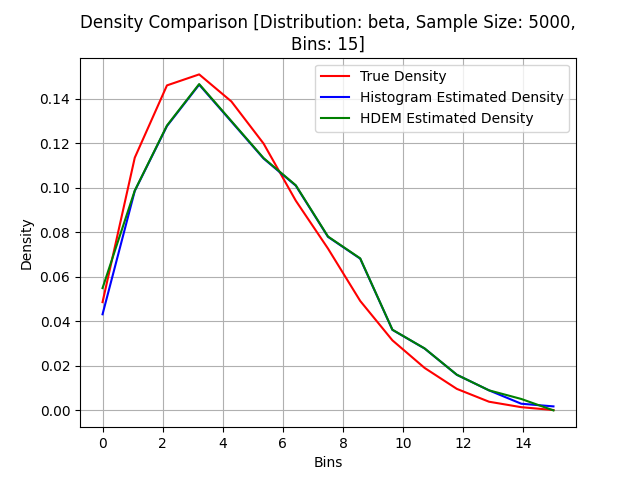 Density Comparison [Distribution: beta, Sample Size: 5000,
Bins: 15]
True Density
Histogram Estimated Density
HDEM Estimated Density
Density
0.14
0.12
0.10
0.08
0.06
0.04
0.02
0.00
0 2 4 6 8 10 12 14
Bins